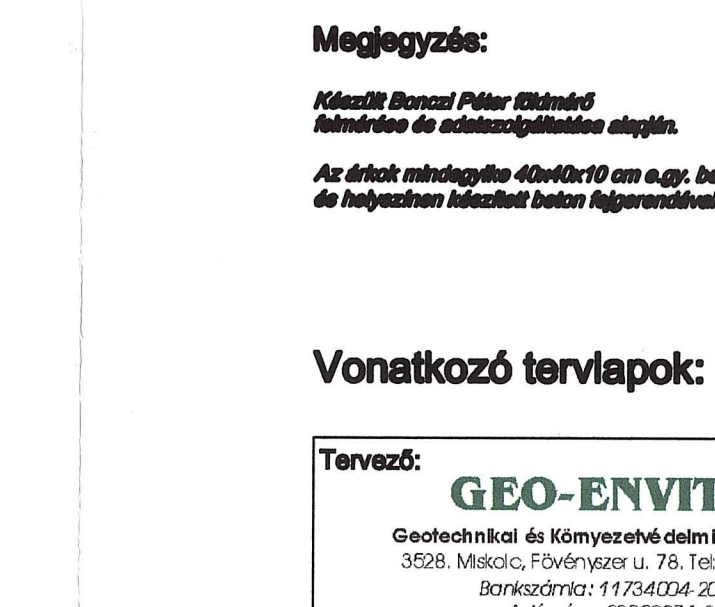 Megjegyzés:
Készült Bonczi Péter földmérő
felmérése és adatszolgáltatása alapján.
Az árkok mindegyike 40x40x10 cm e.gy.
és helyszínen készített beton fejgerendával
Vonatkozó tervlapok:
Tervező:
GEO-ENVIT
Geotechnikai és Környezetvédelmi
3528. Miskolc, Fövényszer u. 78. Tel:
Bankszámla: 11734004-20